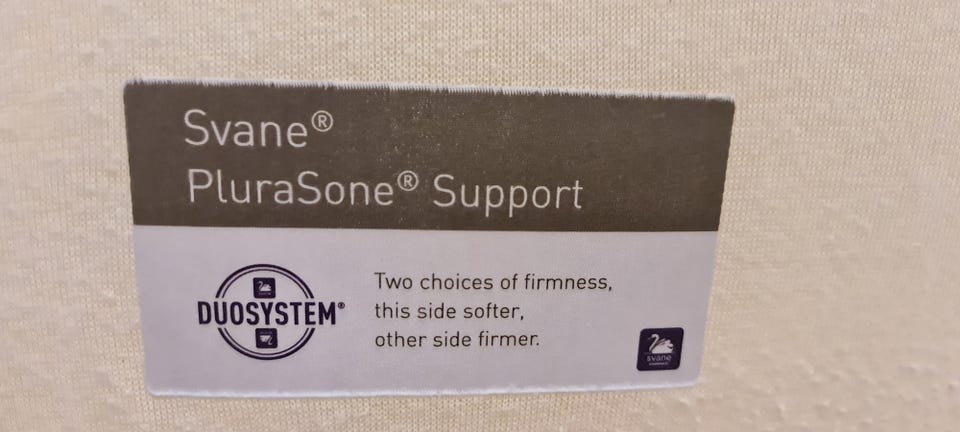 Svane®
PluraSone® Support
DUOSYSTEM®
Two choices of firmness,
this side softer,
other side firmer.
svane